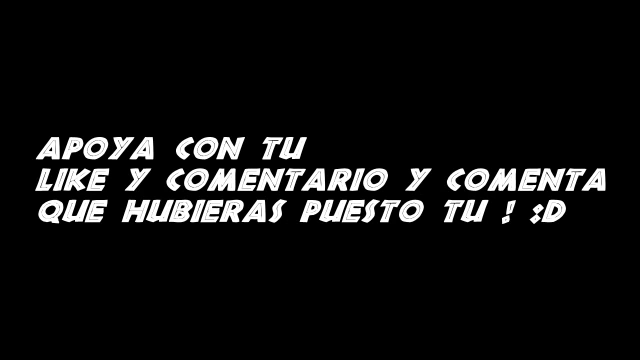 APOYA CON TU
LIKE Y COMENTARIO Y COMENTA
QUE HUBIERAS PUESTO TU ! :D